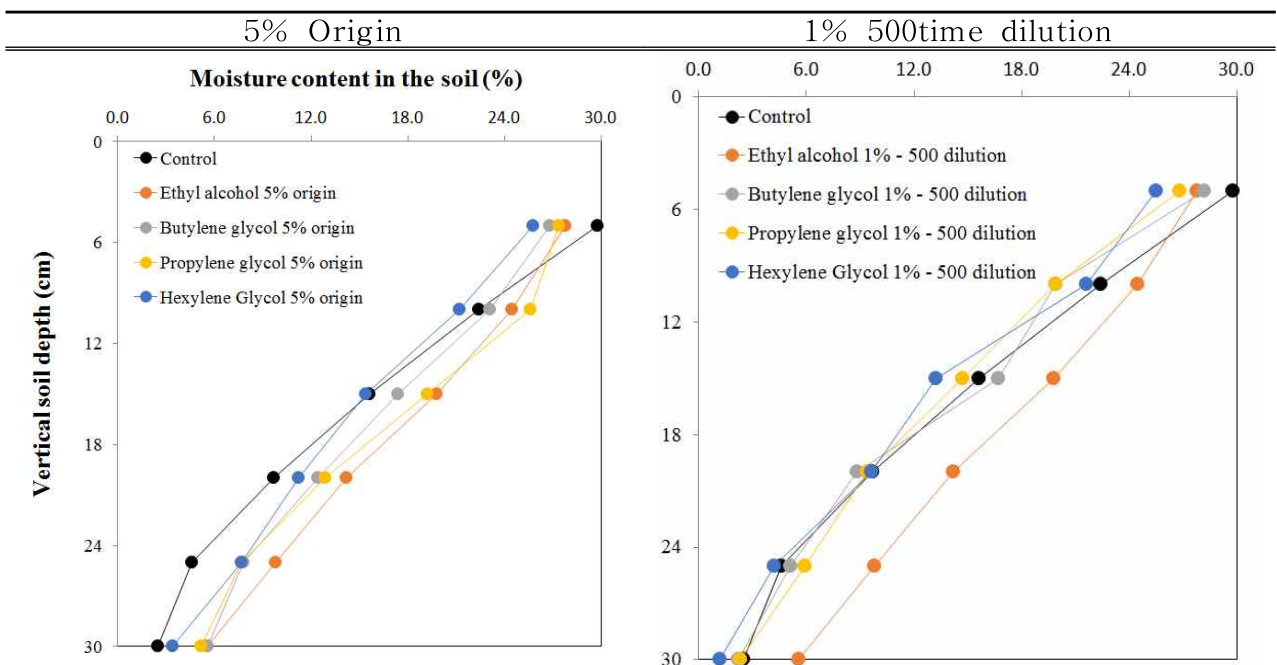 5% Origin
1% 500time dilution
Moisture content in the soil (%)
0.0 6.0 12.0 18.0 24.0 30.0
0
6
12
18
24
30
Vertical soil depth (cm)
Control
Ethyl alcohol 5% origin
Butylene glycol 5% origin
Propylene glycol 5% origin
Hexylene Glycol 5% origin
0.0 6.0 12.0 18.0 24.0 30.0
0
6
12
18
24
30
Control
Ethyl alcohol 1% - 500 dilution
Butylene glycol 1% - 500 dilution
Propylene glycol 1% - 500 dilution
Hexylene Glycol 1% - 500 dilution